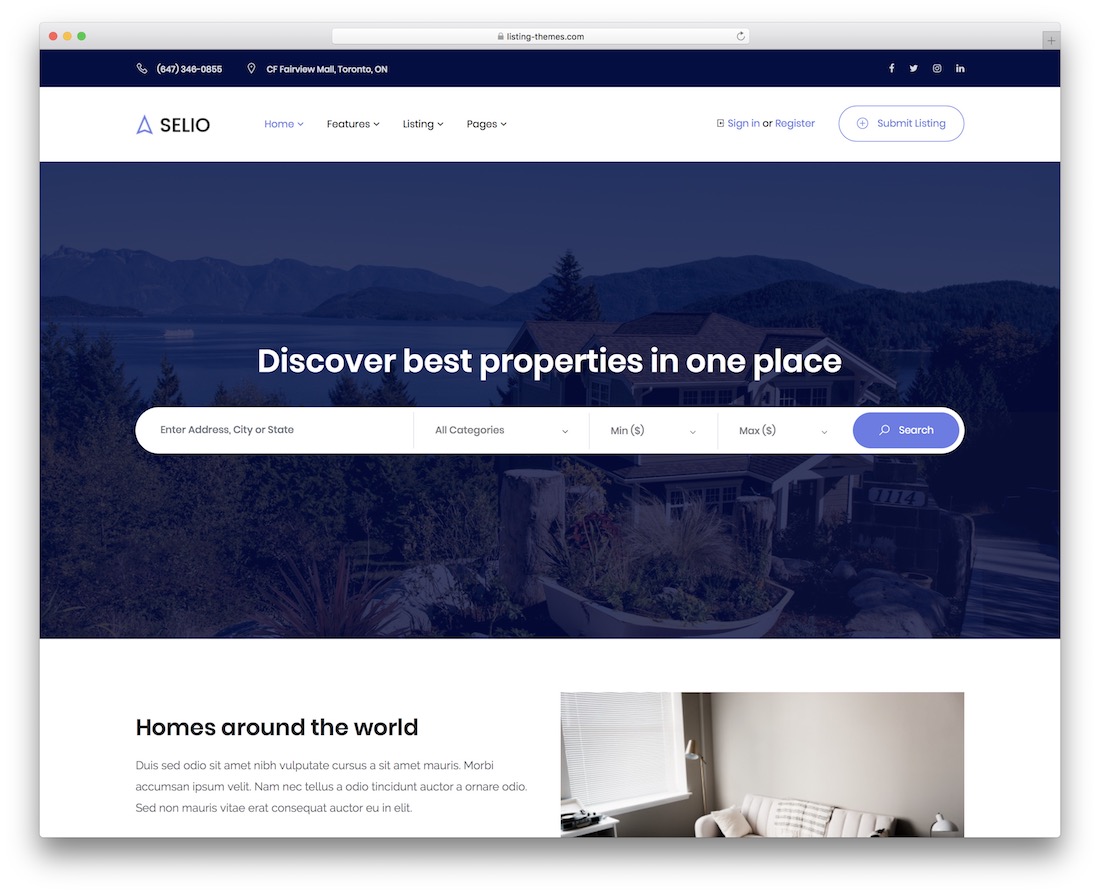 listing-themes.com
(647) 346-0855
CF Fairview Mall, Toronto, ON
SELIO
Home
Features
Listing
Pages
Sign in or Register
Submit Listing
Discover best properties in one place
Enter Address, City or State
All Categories
Min ($)
Max ($)
Search
1114
Homes around the world
Duis sed odio sit amet nibh vulputate cursus a sit amet mauris. Morbi
accumsan ipsum velit. Nam nec tellus a odio tincidunt auctor a ornare odio.
Sed non mauris vitae erat consequat auctor eu in elit.